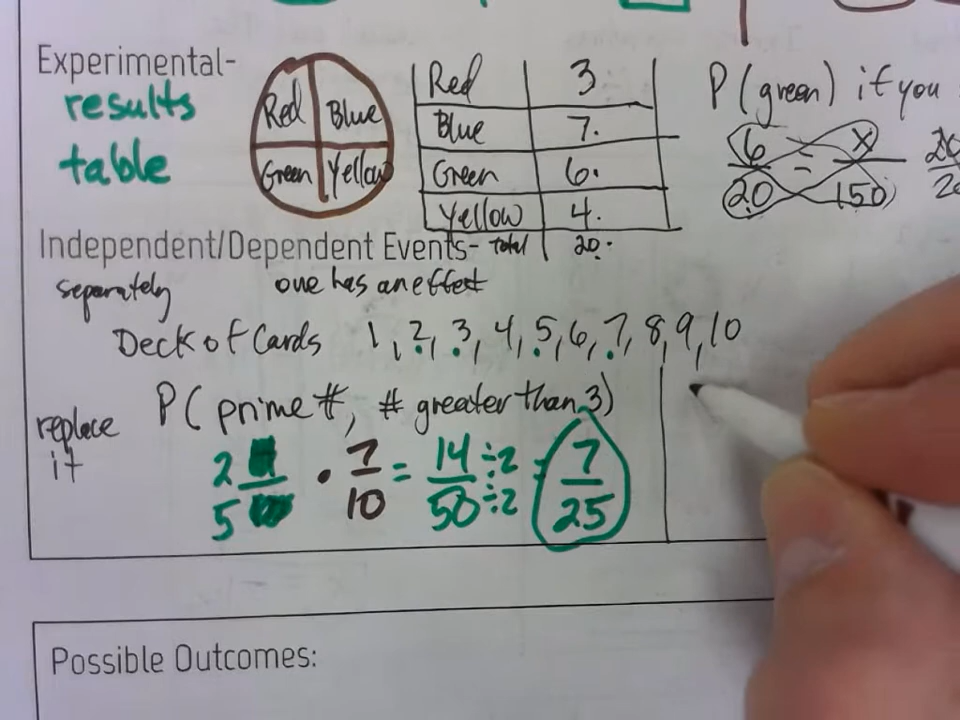 Experimental-
results
table
Red Blue
Green Yellow
Red 3
Blue 7.
Green 6.
Yellow 4.
total 20.
P(green) if you
6/20 = x/150
Independent/Dependent Events-
separately one has an effect
Deck of Cards 1, 2, 3, 4, 5, 6, 7, 8, 9, 10
replace it
P(prime #, # greater than 3)
2/5 • 7/10 = 14/50 ÷2/÷2 = 7/25
Possible Outcomes: